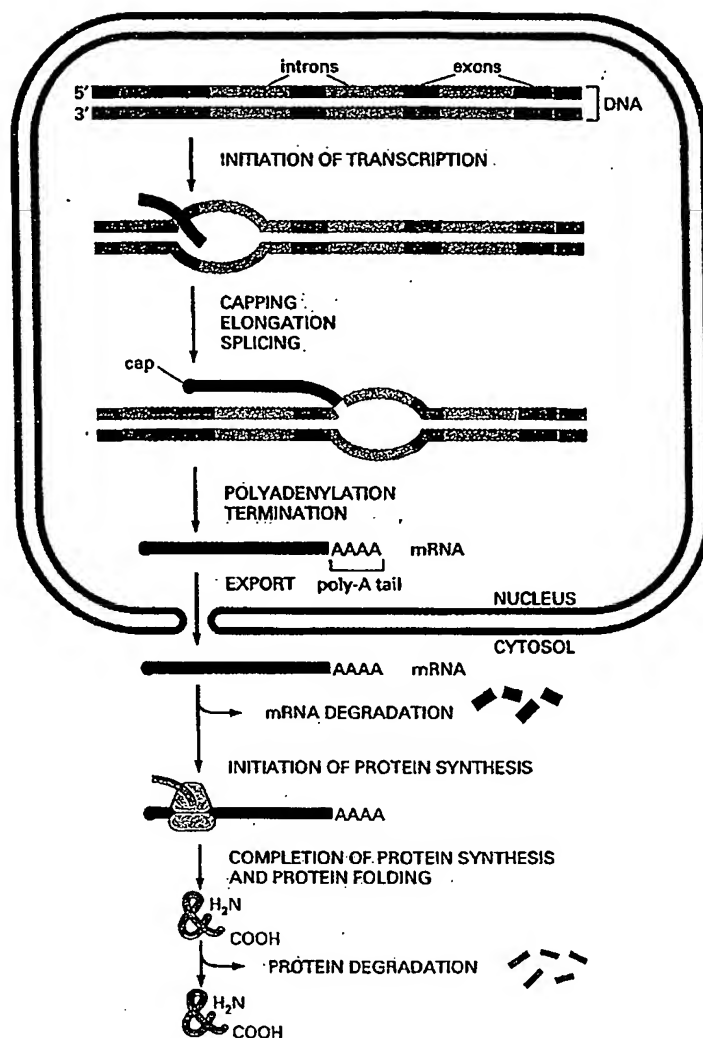 introns exons
5′
3′
DNA
INITIATION OF TRANSCRIPTION
CAPPING
ELONGATION
SPLICING
cap
POLYADENYLATION
TERMINATION
AAAA mRNA
EXPORT poly-A tail
NUCLEUS
CYTOSOL
AAAA mRNA
mRNA DEGRADATION
INITIATION OF PROTEIN SYNTHESIS
AAAA
COMPLETION OF PROTEIN SYNTHESIS
AND PROTEIN FOLDING
H₂N
COOH
PROTEIN DEGRADATION
H₂N
COOH